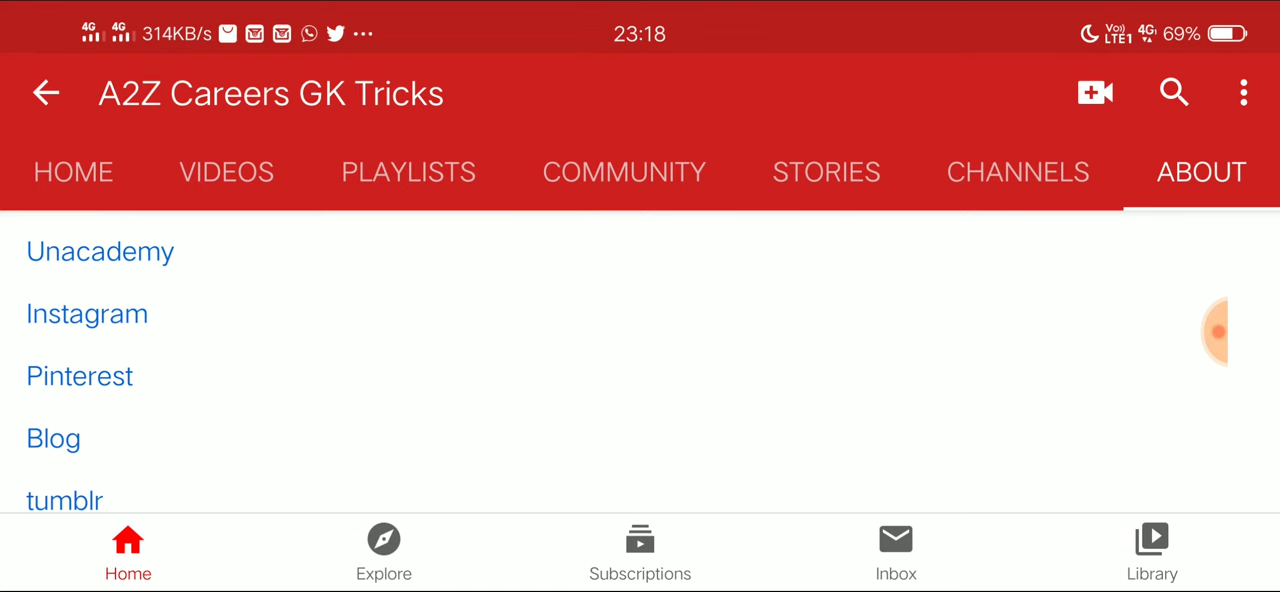 4G 4G 314KB/s 23:18 Vo) LTE1 4G 69%
A2Z Careers GK Tricks
HOME VIDEOS PLAYLISTS COMMUNITY STORIES CHANNELS ABOUT
Unacademy
Instagram
Pinterest
Blog
tumblr
Home Explore Subscriptions Inbox Library